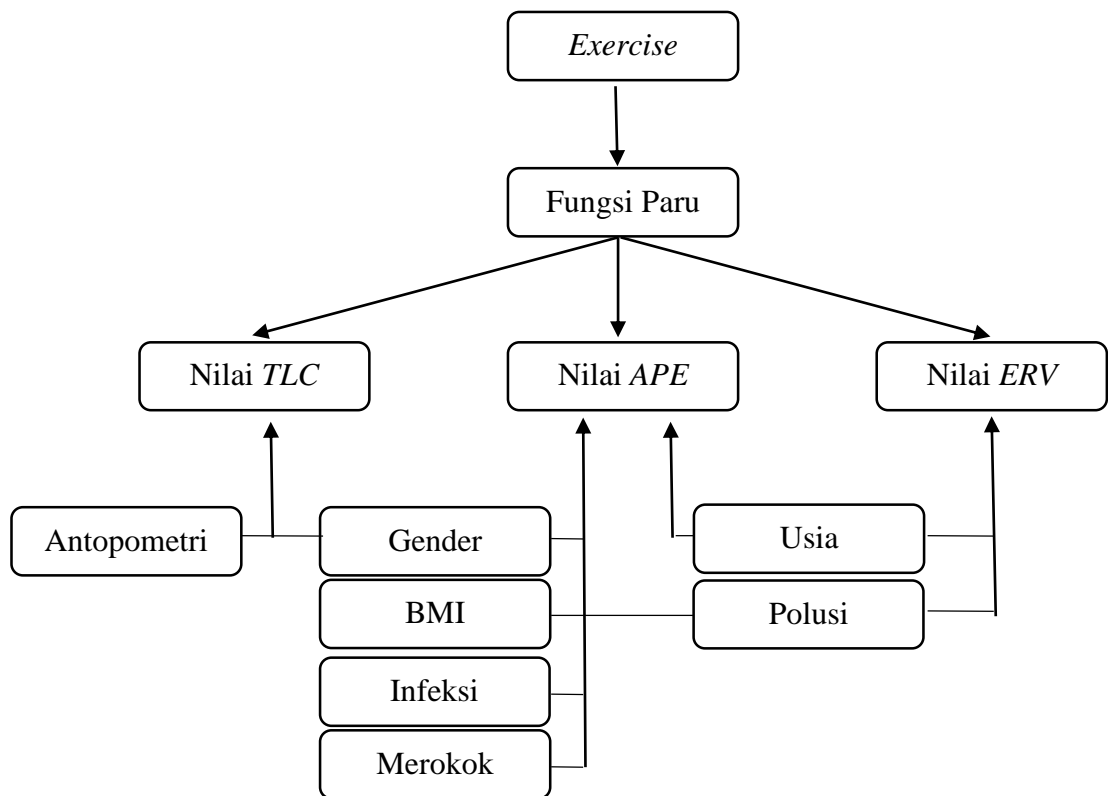 Exercise
Fungsi Paru
Nilai TLC
Nilai APE
Nilai ERV
Antopometri
Gender
Usia
BMI
Polusi
Infeksi
Merokok